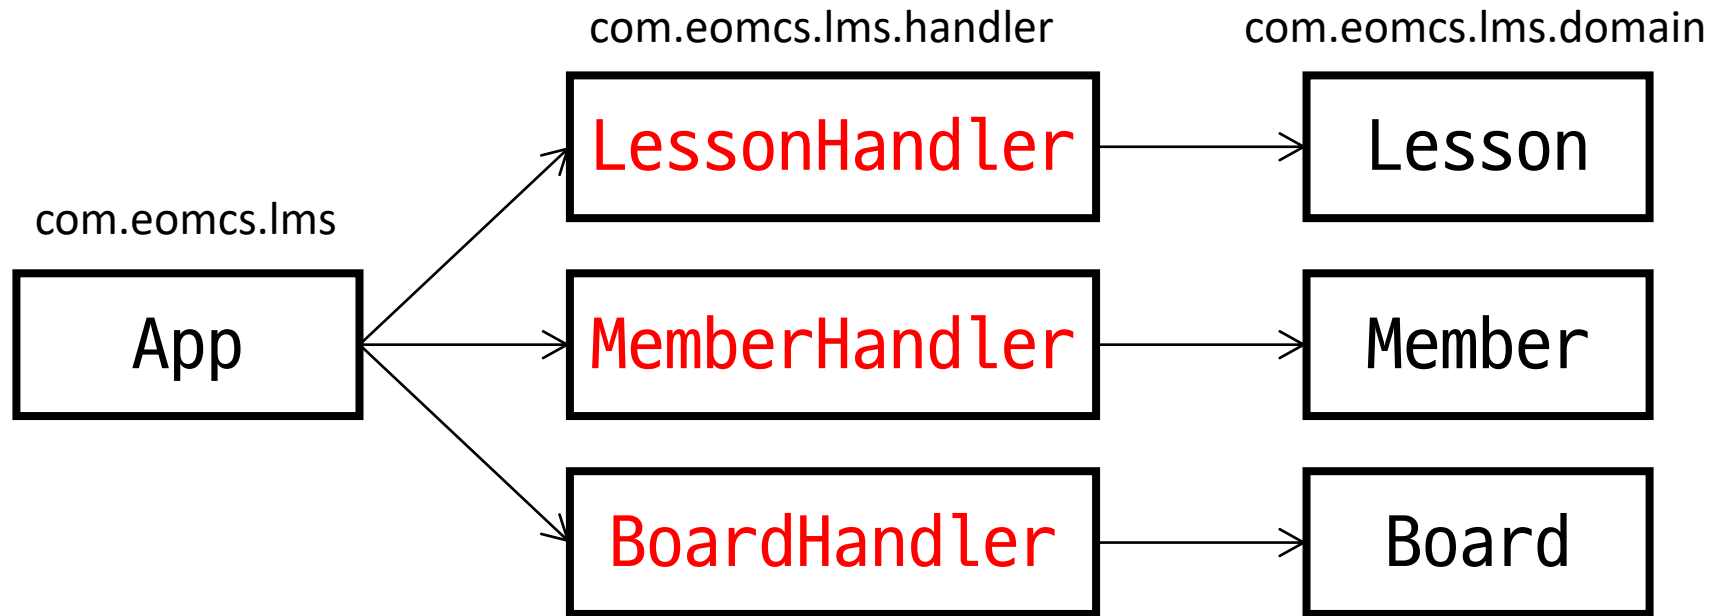 com.eomcs.lms.handler
com.eomcs.lms.domain
LessonHandler
Lesson
com.eomcs.lms
App
MemberHandler
Member
BoardHandler
Board